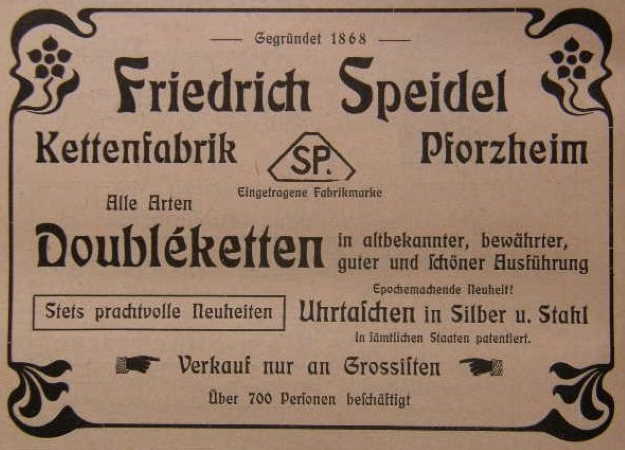 — Gegründet 1868 —
Friedrich Speidel
Kettenfabrik SP. Pforzheim
Eingetragene Fabrikmarke
Alle Arten
Doubléketten in altbekannter, bewährter,
guter und ſchöner Ausführung
Epochemachende Neuheit!
Stets prachtvolle Neuheiten Uhrtaſchen in Silber u. Stahl
In ſämtlichen Staaten patentiert.
Verkauf nur an Groſſiſten
Über 700 Perſonen beſchäftigt